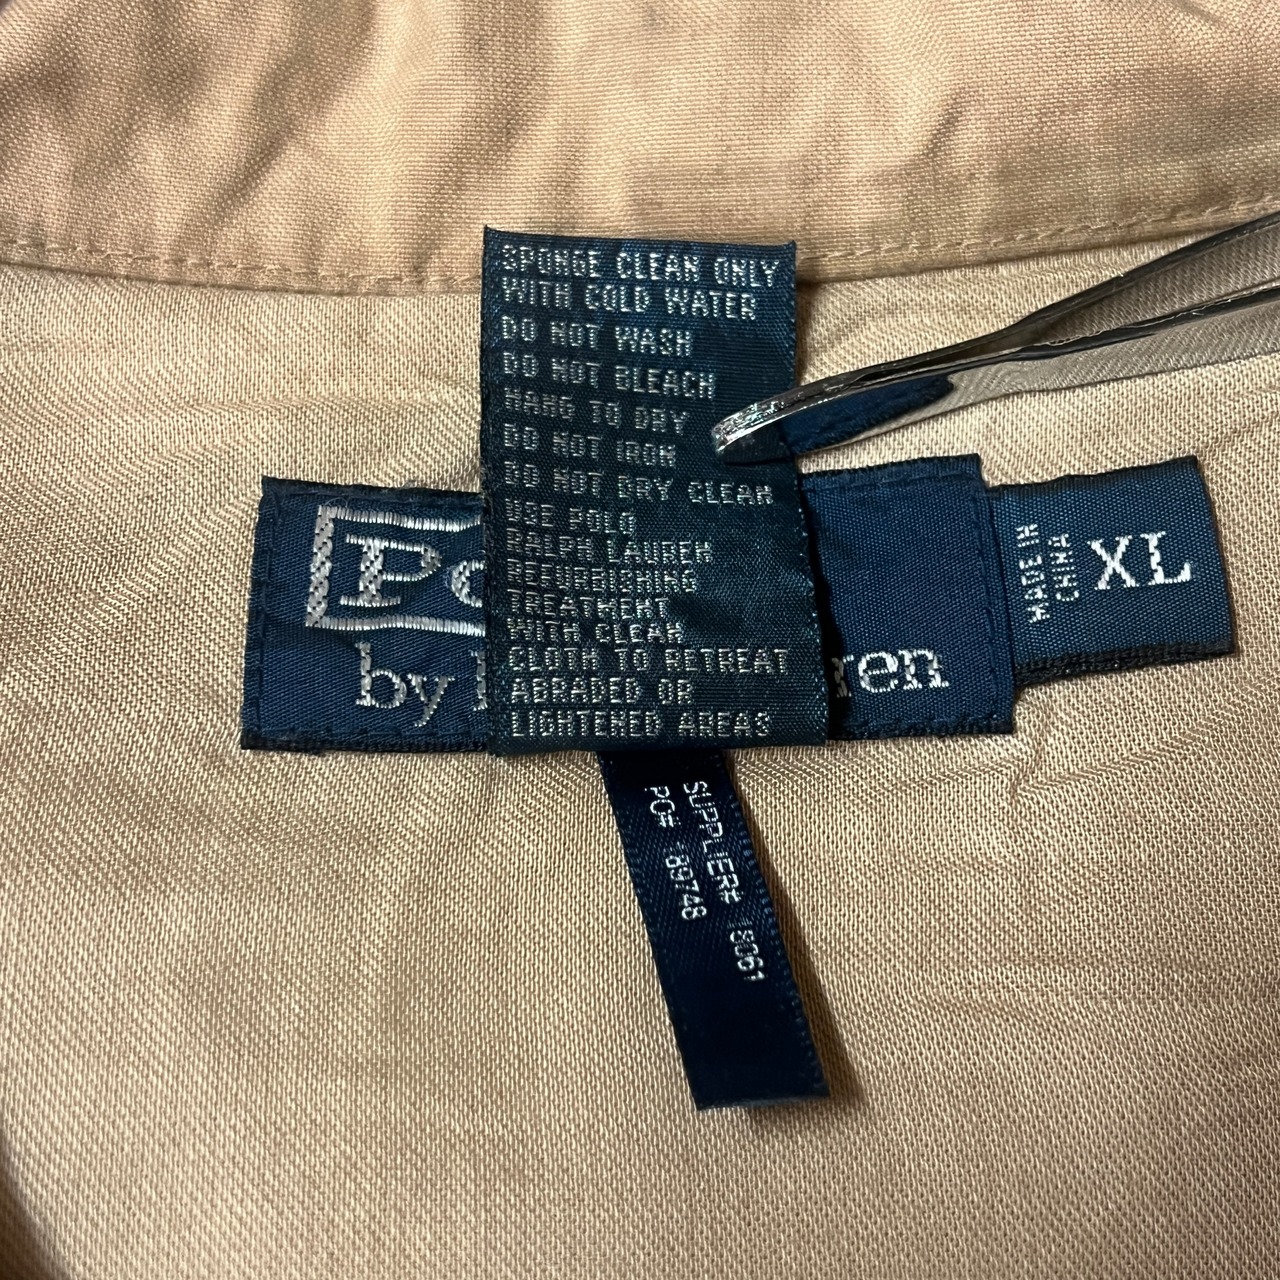 SPONGE CLEAN ONLY
WITH COLD WATER
DO NOT WASH
DO NOT BLEACH
HANG TO DRY
DO NOT IRON
DO NOT DRY CLEAN
USE POLO
RALPH LAUREN
REFURBISHING
TREATMENT
WITH CLEAN
CLOTH TO RETREAT
ABRADED OR
LIGHTENED AREAS
Po
by
ren
MADE IN
CHINA
XL
SUPPLIER# 18061
PO# 189748